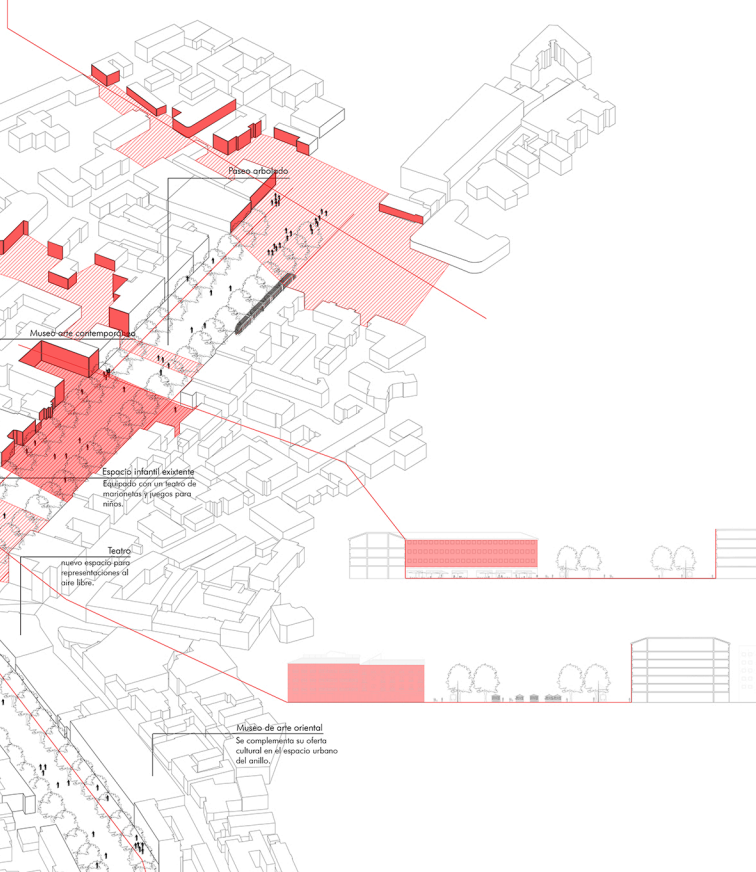 Paseo arbolado
Museo arte contemporáneo
Espacio infantil exixtente
Equipado con un teatro de
marionetas y juegos para
niños.
Teatro
nuevo espacio para
representaciones al
aire libre.
Museo de arte oriental
Se complementa su oferta
cultural en el espacio urbano
del anillo.